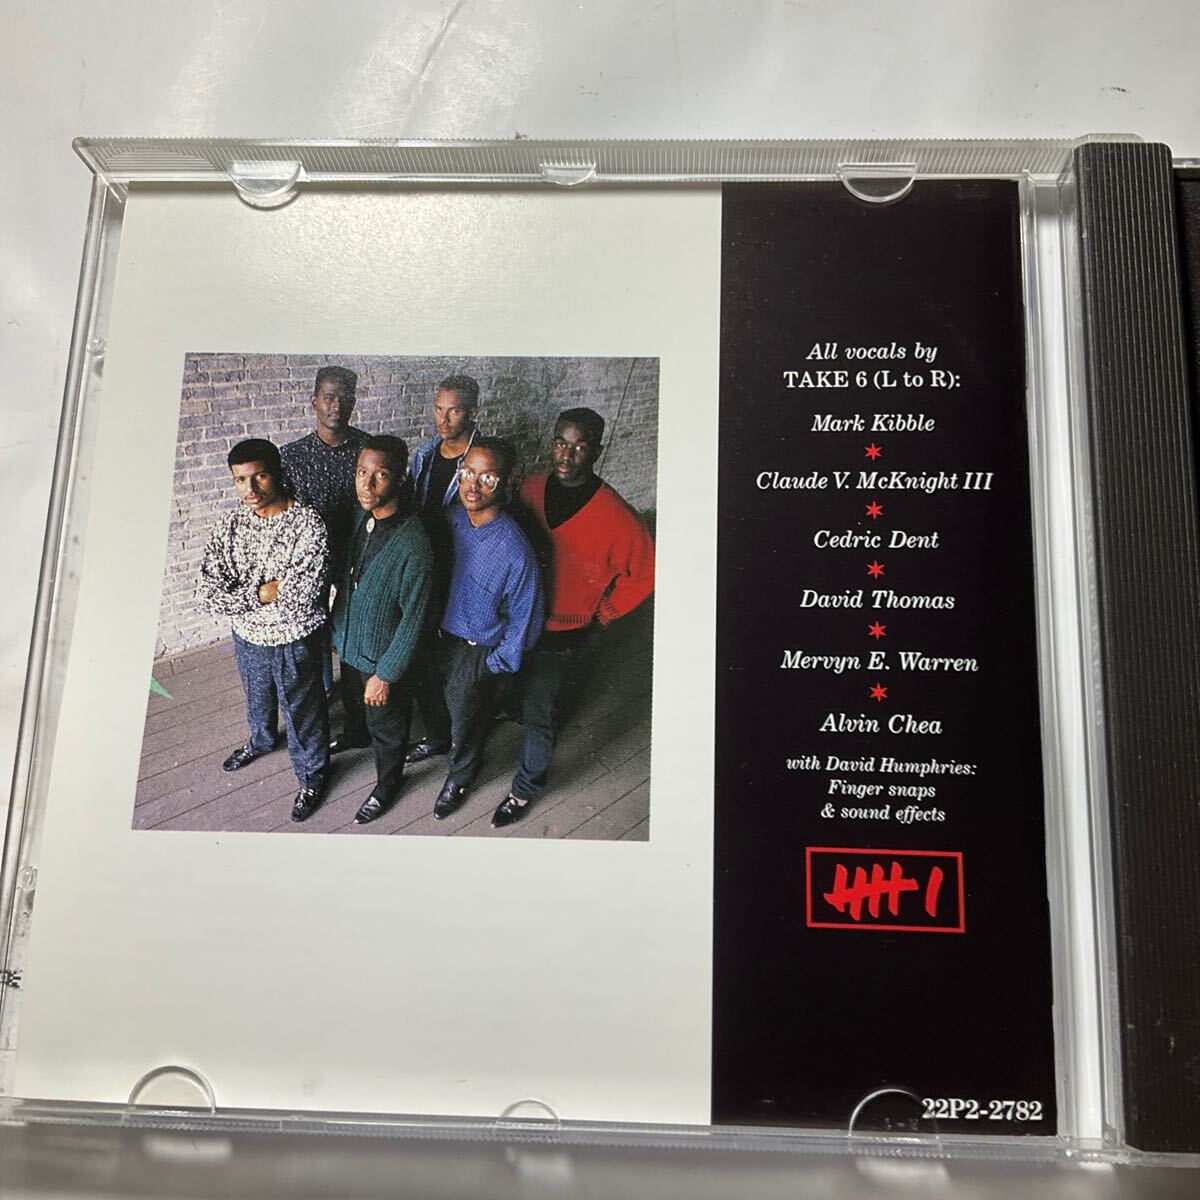 All vocals by
TAKE 6 (L to R):
Mark Kibble
Claude V. McKnight III
Cedric Dent
David Thomas
Mervyn E. Warren
Alvin Chea
with David Humphries:
Finger snaps
& sound effects
22P2-2782